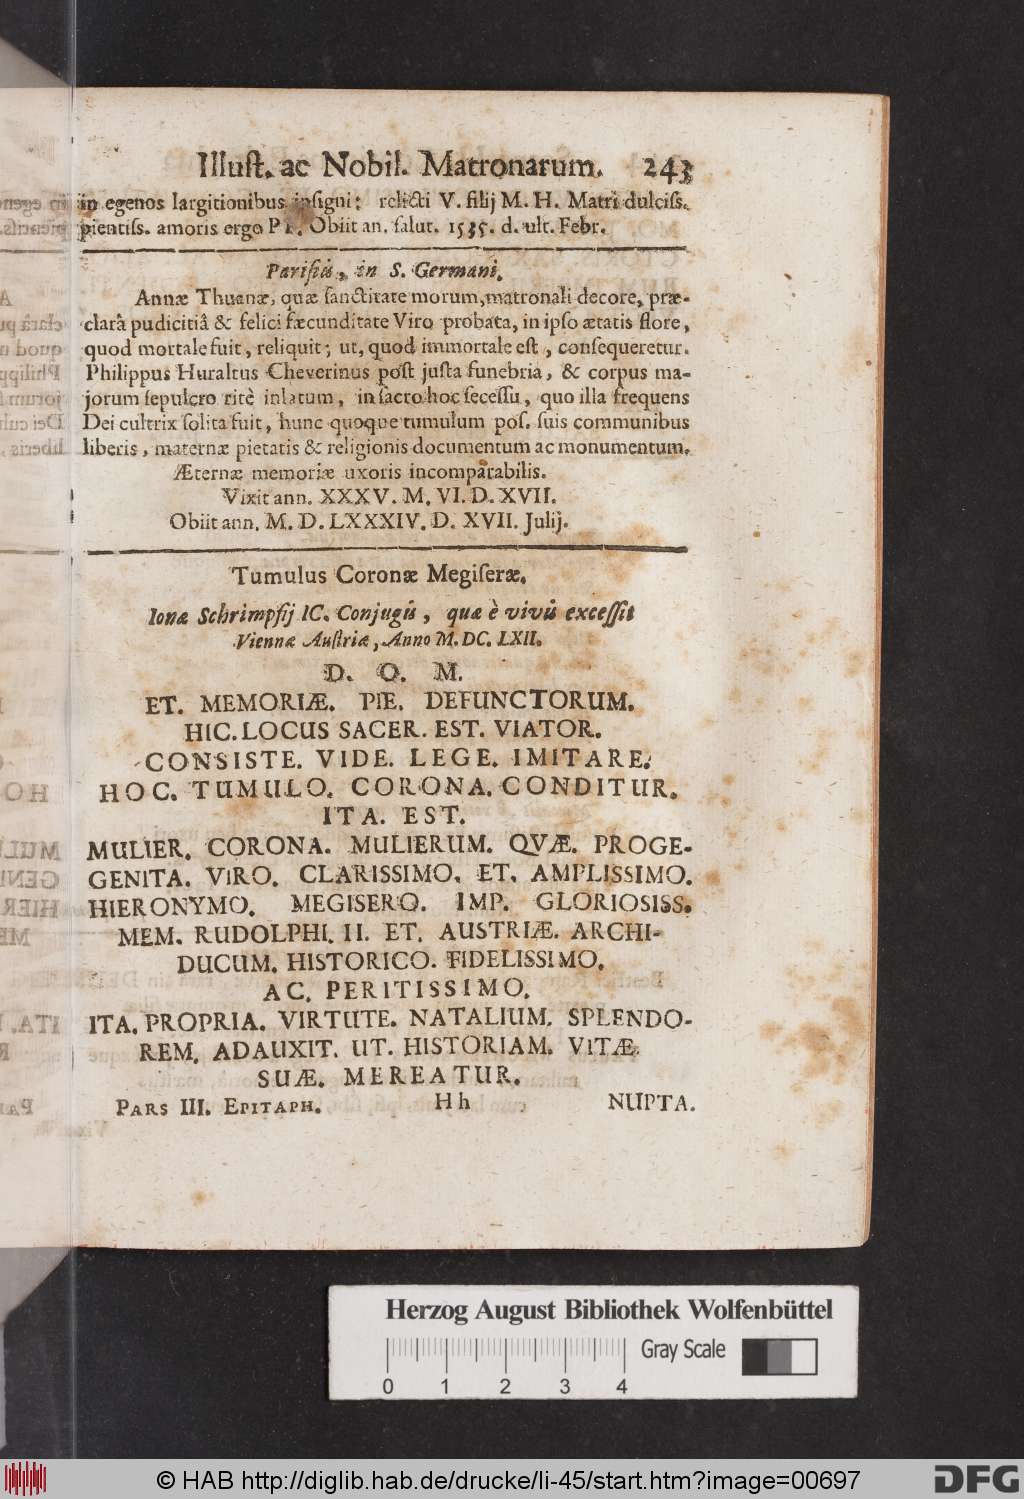 Illust. ac Nobil. Matronarum. 243
in egenos largitionibus insigni: relicti V. filij M. H. Matri dulciss.
pientiss. amoris ergo PP. Obiit an. salut. 1535. d. ult. Febr.
Parisiis, in S. Germani.
Annæ Thuanæ, quæ sanctitate morum, matronali decore, præ-
clarâ pudicitiâ & felici fæcunditate Viro probata, in ipso ætatis flore,
quod mortale fuit, reliquit; ut, quod immortale est, consequeretur.
Philippus Huraltus Cheverinus post justa funebria, & corpus ma-
jorum sepulcro ritè inlatum, in sacro hoc secessu, quo illa frequens
Dei cultrix solita fuit, hunc quoque tumulum pos. suis communibus
liberis, maternæ pietatis & religionis documentum ac monumentum.
Æternæ memoriæ uxoris incomparabilis.
Vixit ann. XXXV. M. VI. D. XVII.
Obiit ann. M. D. LXXXIV. D. XVII. Julij.
Tumulus Coronæ Megiseræ.
Ionæ Schrimpfij IC. Conjugis, quæ è vivis excessit
Viennæ Austriæ, Anno M. DC. LXII.
D. O. M.
ET. MEMORIÆ. PIE. DEFUNCTORUM.
HIC. LOCUS SACER. EST. VIATOR.
CONSISTE. VIDE. LEGE. IMITARE.
HOC. TUMULO. CORONA. CONDITUR.
ITA. EST.
MULIER. CORONA. MULIERUM. QVÆ. PROGE-
GENITA. VIRO. CLARISSIMO. ET. AMPLISSIMO.
HIERONYMO. MEGISERO. IMP. GLORIOSISS.
MEM. RUDOLPHI. II. ET. AUSTRIÆ. ARCHI-
DUCUM. HISTORICO. FIDELISSIMO.
AC. PERITISSIMO.
ITA. PROPRIA. VIRTUTE. NATALIUM. SPLENDO-
REM. ADAUXIT. UT. HISTORIAM. VITÆ.
SUÆ. MEREATUR.
PARS III. EPITAPH. Hh NUPTA.
Herzog August Bibliothek Wolfenbüttel
Gray Scale
0 1 2 3 4
© HAB http://diglib.hab.de/drucke/li-45/start.htm?image=00697
DFG